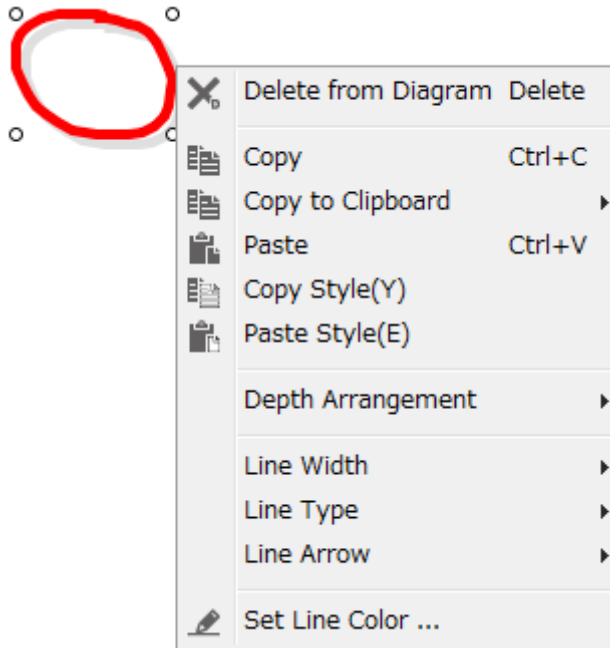 Delete from Diagram Delete
Copy Ctrl+C
Copy to Clipboard
Paste Ctrl+V
Copy Style(Y)
Paste Style(E)
Depth Arrangement
Line Width
Line Type
Line Arrow
Set Line Color ...